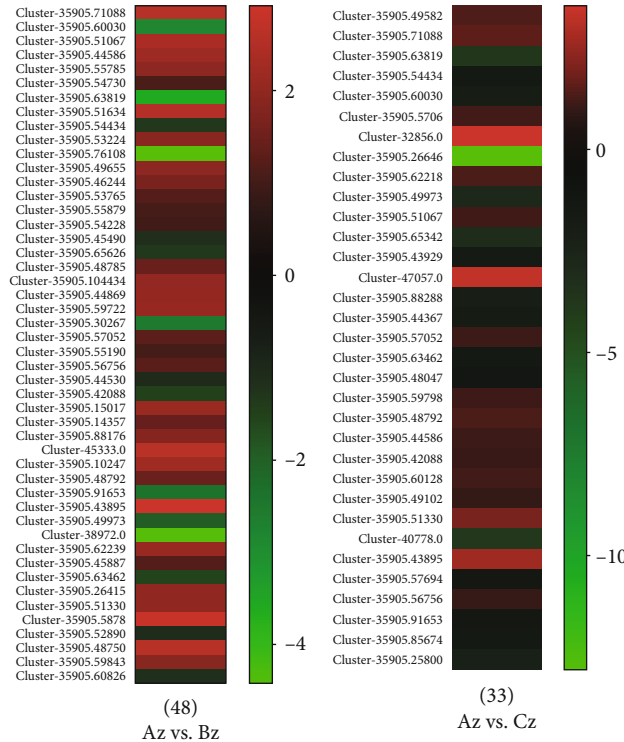 Cluster-35905.71088
Cluster-35905.60030
Cluster-35905.51067
Cluster-35905.44586
Cluster-35905.55785
Cluster-35905.54730
Cluster-35905.63819
Cluster-35905.51634
Cluster-35905.54434
Cluster-35905.53224
Cluster-35905.76108
Cluster-35905.49655
Cluster-35905.46244
Cluster-35905.53765
Cluster-35905.55879
Cluster-35905.54228
Cluster-35905.45490
Cluster-35905.65626
Cluster-35905.48785
Cluster-35905.104434
Cluster-35905.44869
Cluster-35905.59722
Cluster-35905.30267
Cluster-35905.57052
Cluster-35905.55190
Cluster-35905.56756
Cluster-35905.44530
Cluster-35905.42088
Cluster-35905.15017
Cluster-35905.14357
Cluster-35905.88176
Cluster-45333.0
Cluster-35905.10247
Cluster-35905.48792
Cluster-35905.91653
Cluster-35905.43895
Cluster-35905.49973
Cluster-38972.0
Cluster-35905.62239
Cluster-35905.45887
Cluster-35905.63462
Cluster-35905.26415
Cluster-35905.51330
Cluster-35905.5878
Cluster-35905.52890
Cluster-35905.48750
Cluster-35905.59843
Cluster-35905.60826
2
0
−2
−4
(48)
Az vs. Bz
Cluster-35905.49582
Cluster-35905.71088
Cluster-35905.63819
Cluster-35905.54434
Cluster-35905.60030
Cluster-35905.5706
Cluster-32856.0
Cluster-35905.26646
Cluster-35905.62218
Cluster-35905.49973
Cluster-35905.51067
Cluster-35905.65342
Cluster-35905.43929
Cluster-47057.0
Cluster-35905.88288
Cluster-35905.44367
Cluster-35905.57052
Cluster-35905.63462
Cluster-35905.48047
Cluster-35905.59798
Cluster-35905.48792
Cluster-35905.44586
Cluster-35905.42088
Cluster-35905.60128
Cluster-35905.49102
Cluster-35905.51330
Cluster-40778.0
Cluster-35905.43895
Cluster-35905.57694
Cluster-35905.56756
Cluster-35905.91653
Cluster-35905.85674
Cluster-35905.25800
0
−5
−10
(33)
Az vs. Cz